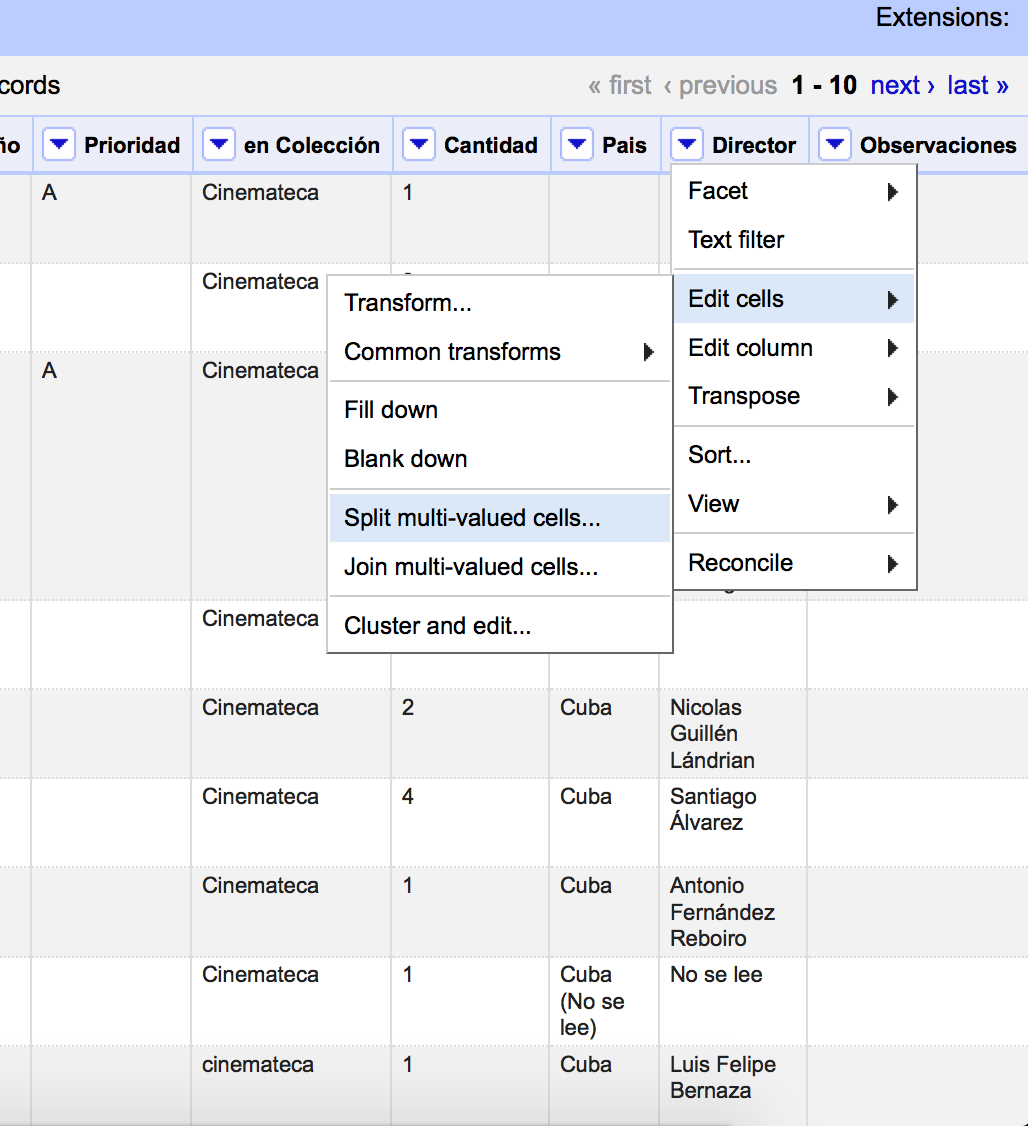 Extensions:
cords
« first ‹ previous 1 - 10 next › last »
ño Prioridad en Colección Cantidad Pais Director Observaciones
A Cinemateca 1
Cinemateca
A Cinemateca
Facet
Text filter
Edit cells
Edit column
Transpose
Sort...
View
Reconcile
Transform...
Common transforms
Fill down
Blank down
Split multi-valued cells...
Join multi-valued cells...
Cluster and edit...
Cinemateca
Cinemateca 2 Cuba Nicolas
Guillén
Lándrian
Cinemateca 4 Cuba Santiago
Álvarez
Cinemateca 1 Cuba Antonio
Fernández
Reboiro
Cinemateca 1 Cuba No se lee
(No se
lee)
cinemateca 1 Cuba Luis Felipe
Bernaza